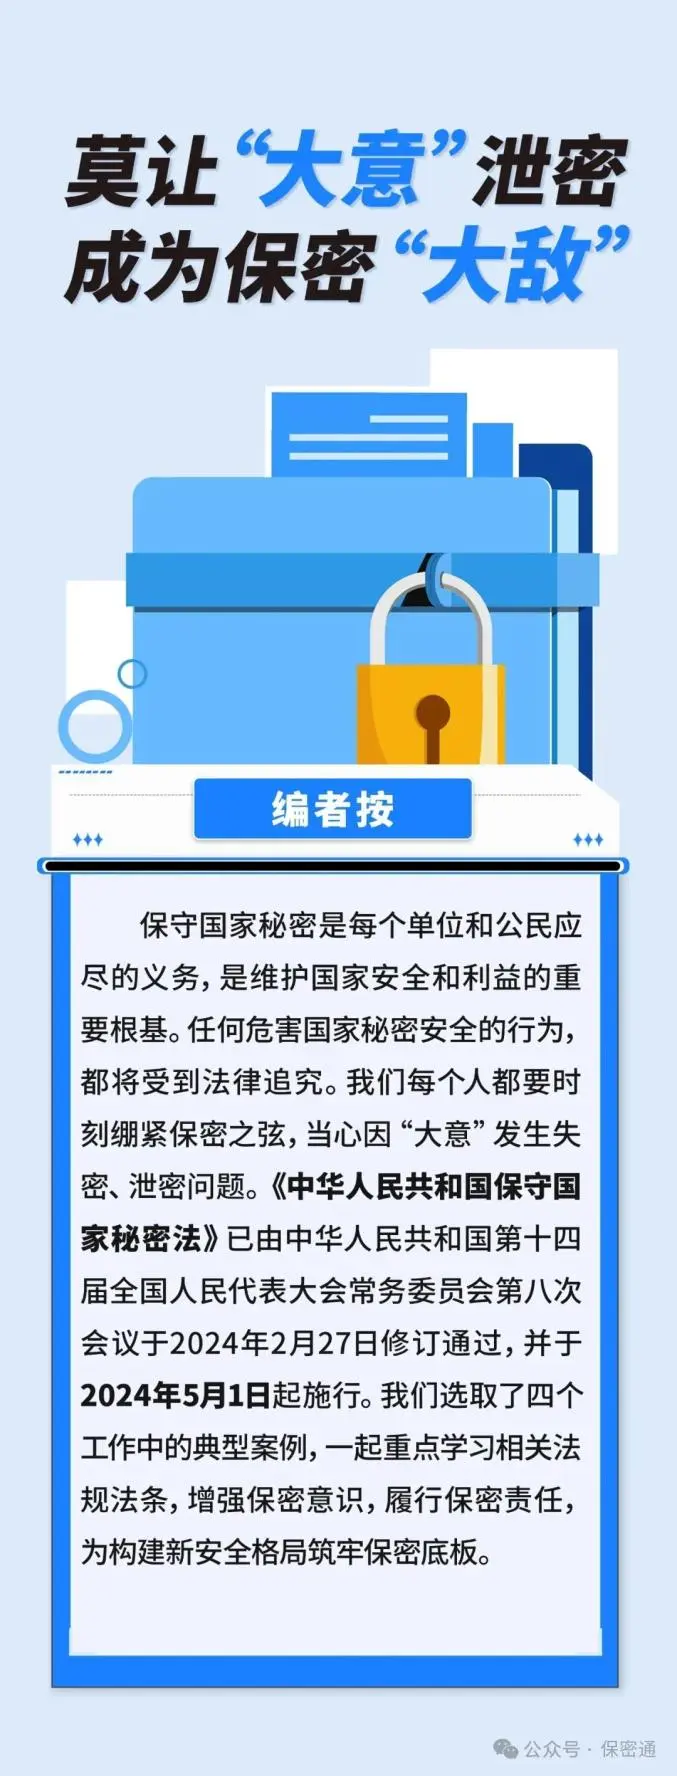 莫让“大意”泄密
成为保密“大敌”
编者按
保守国家秘密是每个单位和公民应
尽的义务，是维护国家安全和利益的重
要根基。任何危害国家秘密安全的行为，
都将受到法律追究。我们每个人都要时
刻绷紧保密之弦，当心因“大意”发生失
密、泄密问题。《中华人民共和国保守国
家秘密法》已由中华人民共和国第十四
届全国人民代表大会常务委员会第八次
会议于2024年2月27日修订通过，并于
2024年5月1日起施行。我们选取了四个
工作中的典型案例，一起重点学习相关法
规法条，增强保密意识，履行保密责任，
为构建新安全格局筑牢保密底板。
公众号·保密通